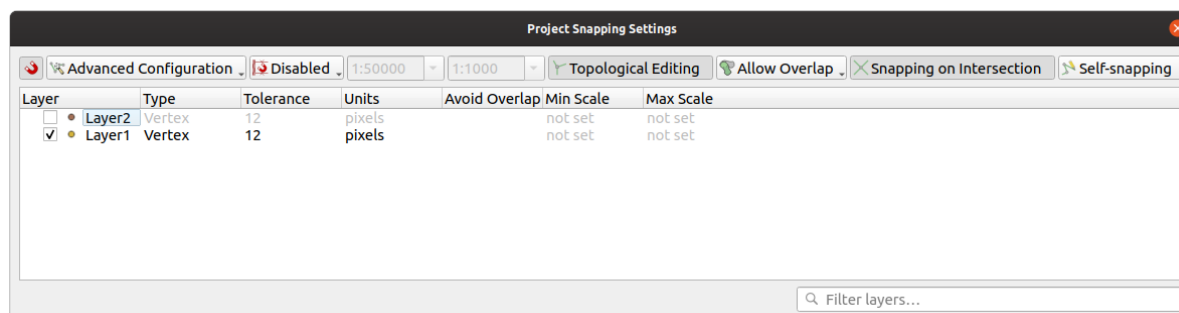 Project Snapping Settings
Advanced Configuration Disabled 1:50000 1:1000 Topological Editing Allow Overlap Snapping on Intersection Self-snapping
Layer Type Tolerance Units Avoid Overlap Min Scale Max Scale
Layer2 Vertex 12 pixels not set not set
Layer1 Vertex 12 pixels not set not set
Filter layers...